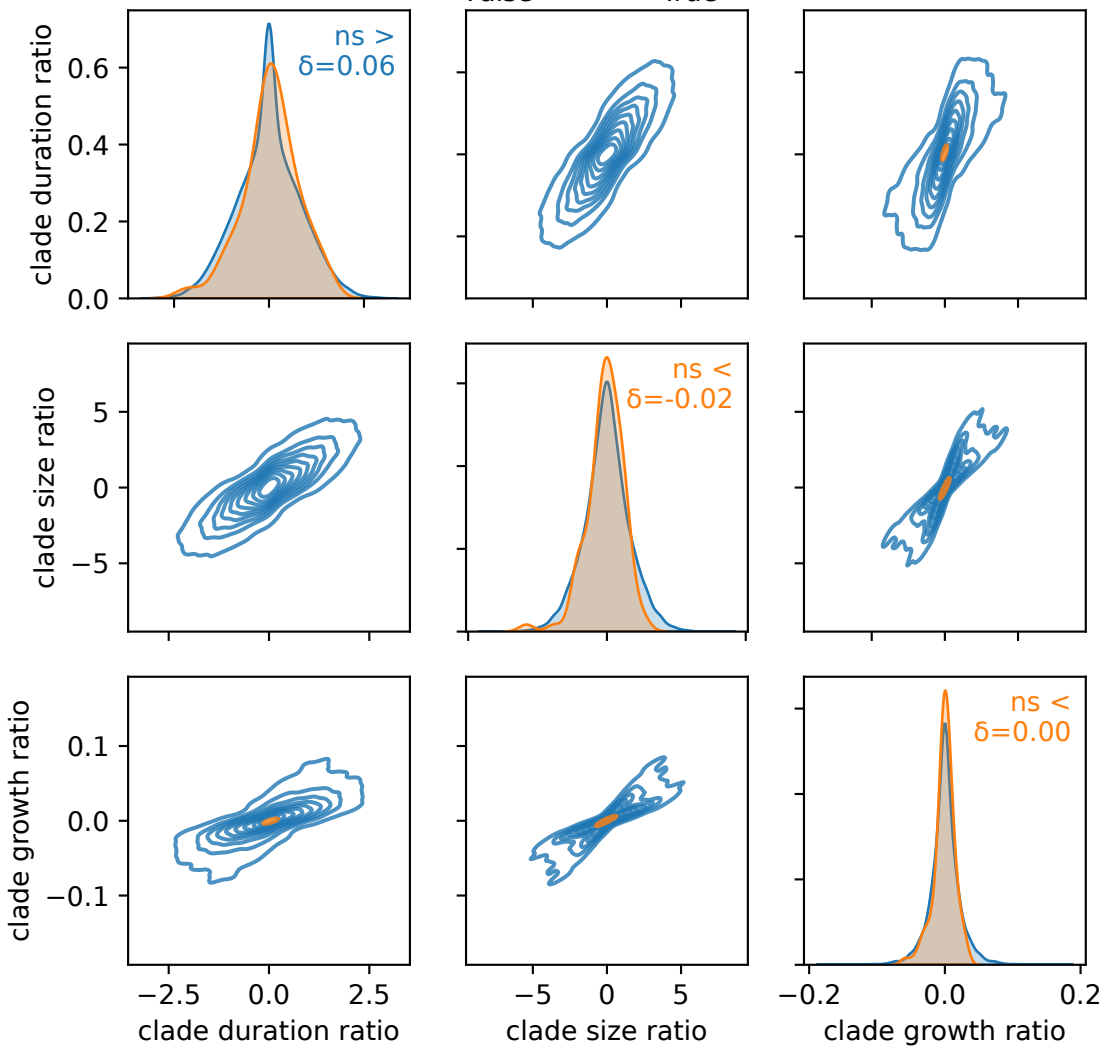 clade duration ratio
0.6
0.4
0.2
0.0
ns >
δ=0.06
clade size ratio
5
0
−5
ns <
δ=-0.02
clade growth ratio
0.1
0.0
−0.1
ns <
δ=0.00
−2.5 0.0 2.5
clade duration ratio
−5 0 5
clade size ratio
−0.2 0.0 0.2
clade growth ratio